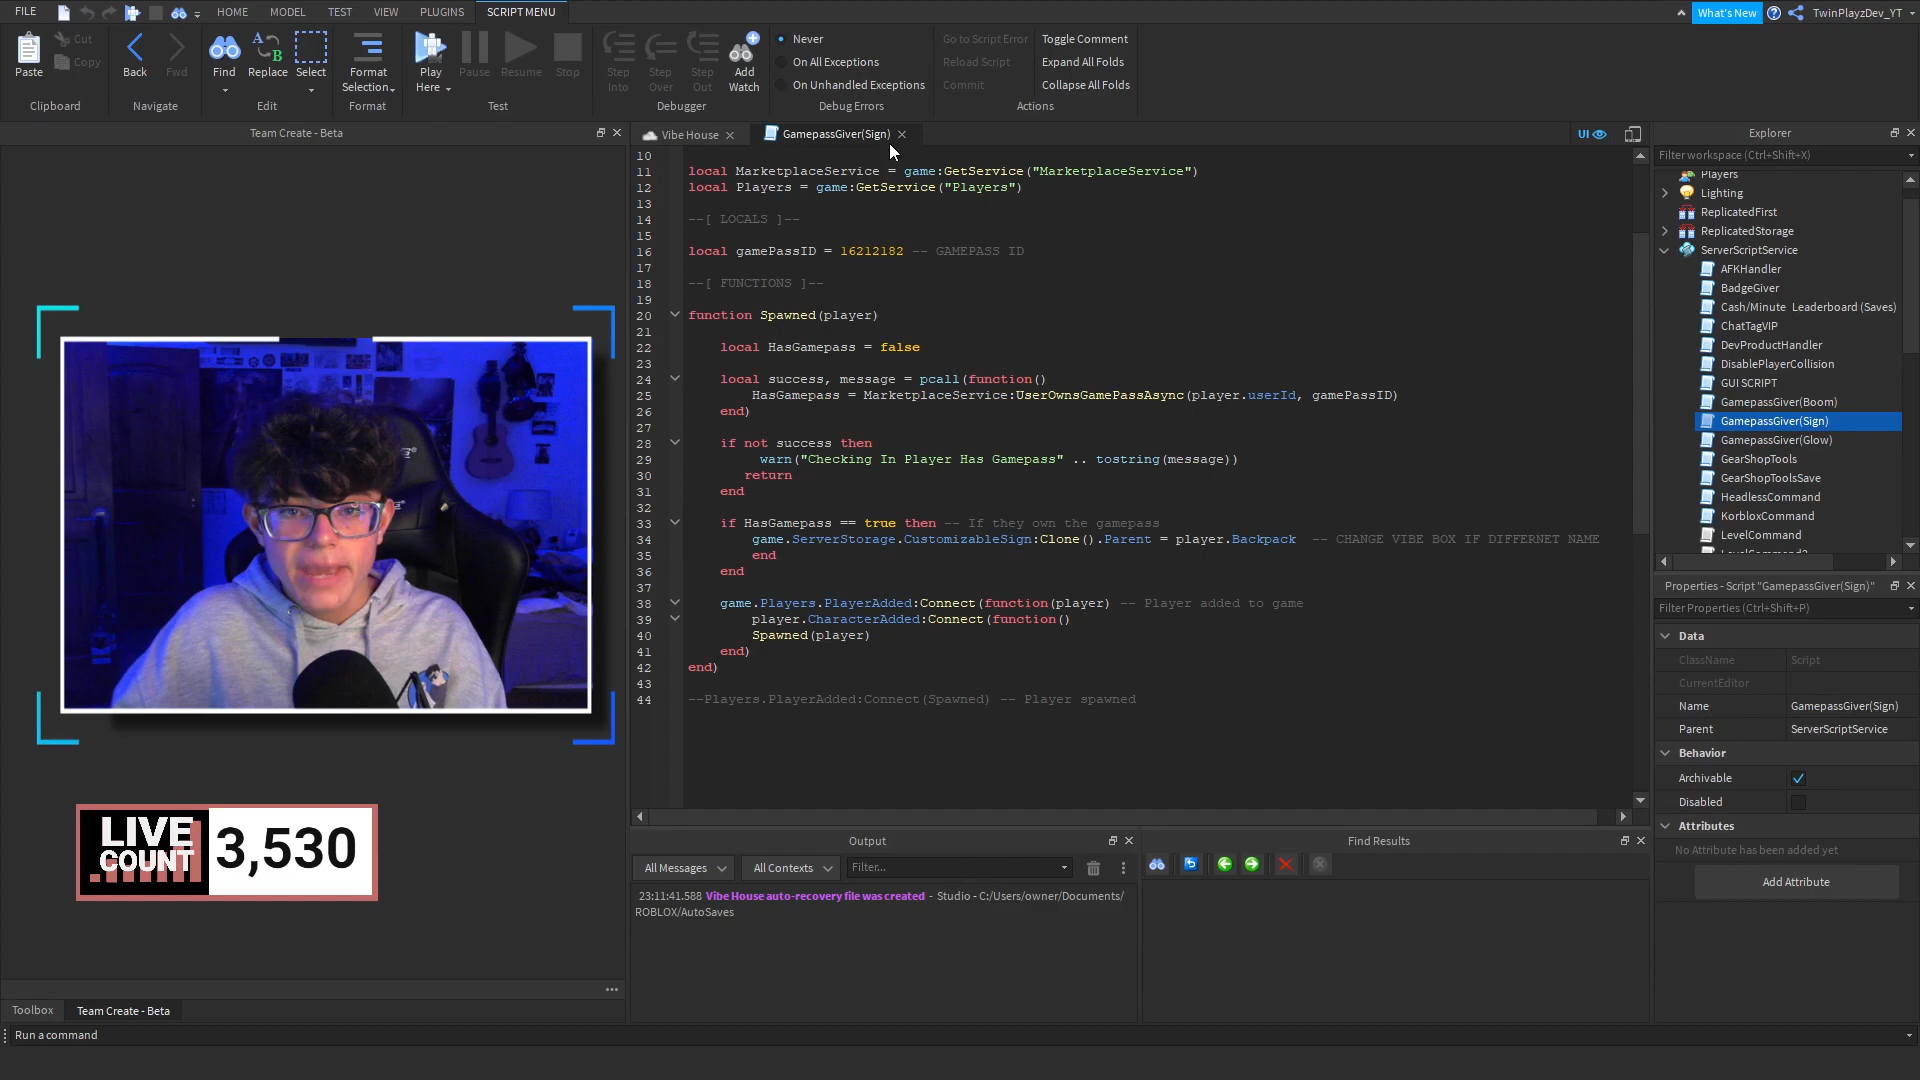 FILE HOME MODEL TEST VIEW PLUGINS SCRIPT MENU What's New TwinPlayzDev_YT
Paste Cut Copy Back Fwd Find Replace Select Format Selection Play Here Pause Resume Stop Step Into Step Over Step Out Add Watch
Never
On All Exceptions
On Unhandled Exceptions
Go to Script Error
Reload Script
Commit
Toggle Comment
Expand All Folds
Collapse All Folds
Clipboard Navigate Edit Format Test Debugger Debug Errors Actions
Team Create - Beta
Vibe House GamepassGiver(Sign) UI
10
11 local MarketplaceService = game:GetService("MarketplaceService")
12 local Players = game:GetService("Players")
13
14 --[ LOCALS ]--
15
16 local gamePassID = 16212182 -- GAMEPASS ID
17
18 --[ FUNCTIONS ]--
19
20 function Spawned(player)
21
22 local HasGamepass = false
23
24 local success, message = pcall(function()
25 HasGamepass = MarketplaceService:UserOwnsGamePassAsync(player.userId, gamePassID)
26 end)
27
28 if not success then
29 warn("Checking In Player Has Gamepass" .. tostring(message))
30 return
31 end
32
33 if HasGamepass == true then -- If they own the gamepass
34 game.ServerStorage.CustomizableSign:Clone().Parent = player.Backpack -- CHANGE VIBE BOX IF DIFFERNET NAME
35 end
36 end
37
38 game.Players.PlayerAdded:Connect(function(player) -- Player added to game
39 player.CharacterAdded:Connect(function()
40 Spawned(player)
41 end)
42 end)
43
44 --Players.PlayerAdded:Connect(Spawned) -- Player spawned
LIVE
COUNT
3,530
Toolbox Team Create - Beta
Run a command
Output
All Messages All Contexts Filter...
23:11:41.588 Vibe House auto-recovery file was created - Studio - C:/Users/owner/Documents/
ROBLOX/AutoSaves
Find Results
Explorer
Filter workspace (Ctrl+Shift+X)
Players
Lighting
ReplicatedFirst
ReplicatedStorage
ServerScriptService
AFKHandler
BadgeGiver
Cash/Minute Leaderboard (Saves)
ChatTagVIP
DevProductHandler
DisablePlayerCollision
GUI SCRIPT
GamepassGiver(Boom)
GamepassGiver(Sign)
GamepassGiver(Glow)
GearShopTools
GearShopToolsSave
HeadlessCommand
KorbloxCommand
LevelCommand
LevelCommand2
Properties - Script "GamepassGiver(Sign)"
Filter Properties (Ctrl+Shift+P)
Data
ClassName Script
CurrentEditor
Name GamepassGiver(Sign)
Parent ServerScriptService
Behavior
Archivable
Disabled
Attributes
No Attribute has been added yet
Add Attribute